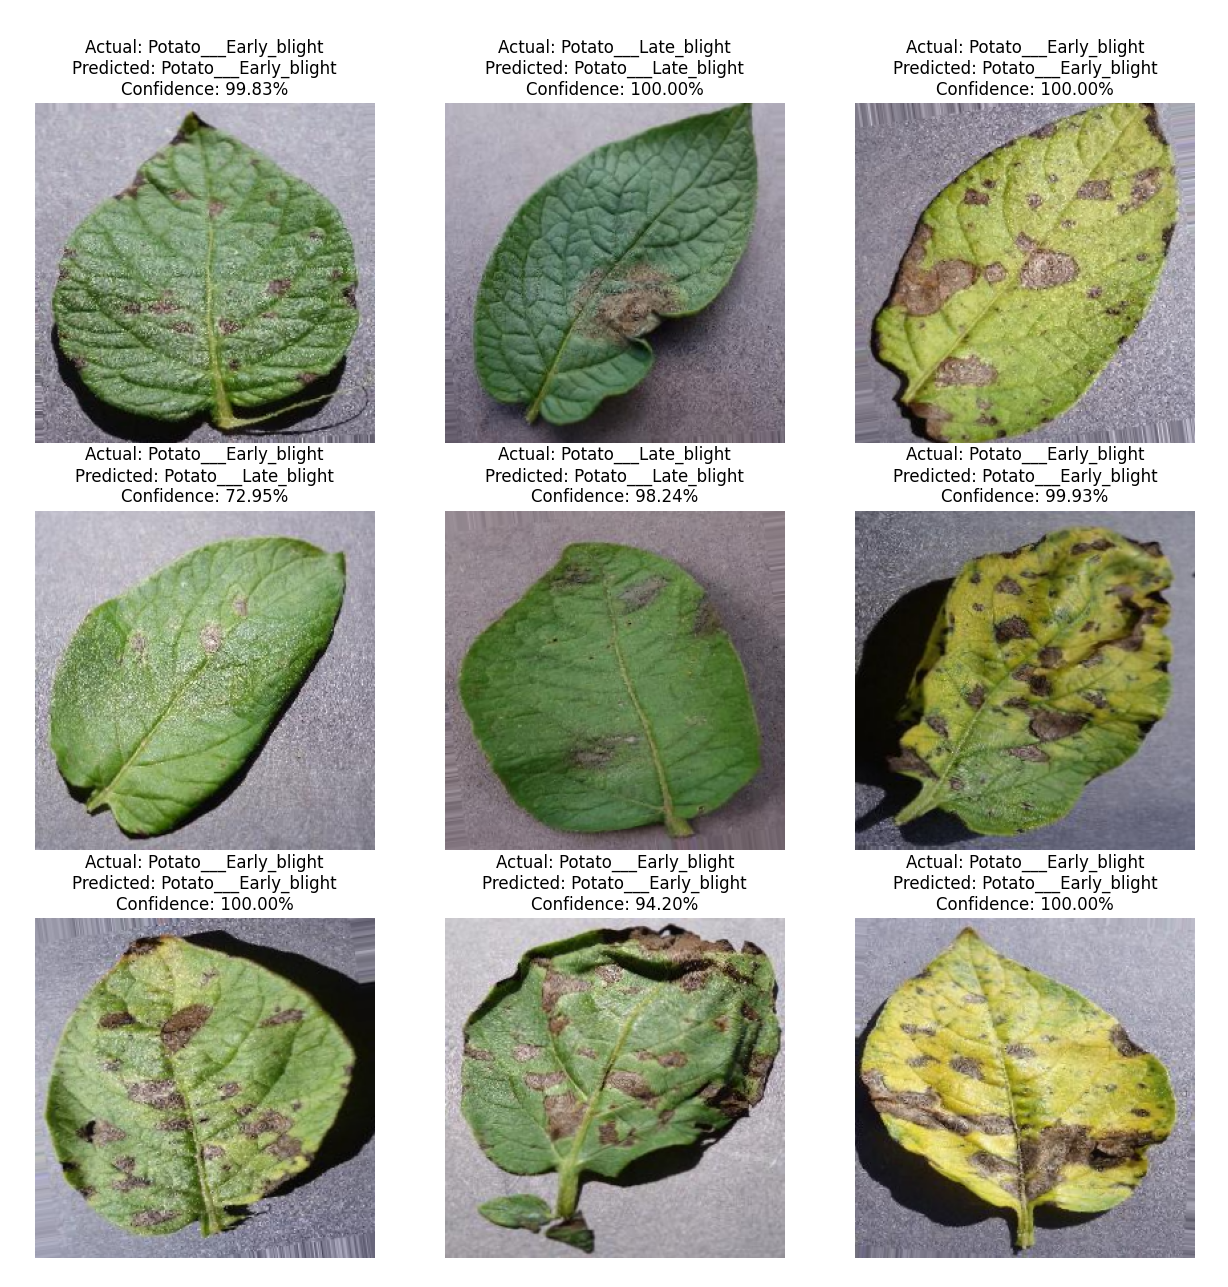 Actual: Potato___Early_blight
Predicted: Potato___Early_blight
Confidence: 99.83%
Actual: Potato___Late_blight
Predicted: Potato___Late_blight
Confidence: 100.00%
Actual: Potato___Early_blight
Predicted: Potato___Early_blight
Confidence: 100.00%
Actual: Potato___Early_blight
Predicted: Potato___Late_blight
Confidence: 72.95%
Actual: Potato___Late_blight
Predicted: Potato___Late_blight
Confidence: 98.24%
Actual: Potato___Early_blight
Predicted: Potato___Early_blight
Confidence: 99.93%
Actual: Potato___Early_blight
Predicted: Potato___Early_blight
Confidence: 100.00%
Actual: Potato___Early_blight
Predicted: Potato___Early_blight
Confidence: 94.20%
Actual: Potato___Early_blight
Predicted: Potato___Early_blight
Confidence: 100.00%